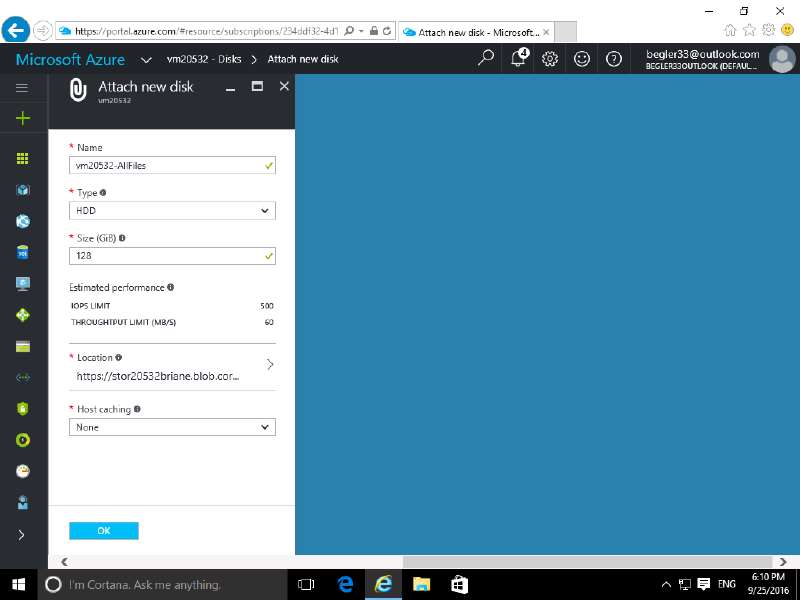 https://portal.azure.com/#resource/subscriptions/234ddf32-4d1
Attach new disk - Microsoft...
Microsoft Azure
vm20532 - Disks > Attach new disk
4
begler33@outlook.com
BEGLER33OUTLOOK (DEFAUL...
Attach new disk
vm20532
* Name
vm20532-AllFiles
* Type
HDD
* Size (GiB)
128
Estimated performance
IOPS LIMIT 500
THROUGHTPUT LIMIT (MB/S) 60
* Location
https://stor20532briane.blob.cor...
* Host caching
None
OK
I'm Cortana. Ask me anything.
ENG
6:10 PM
9/25/2016